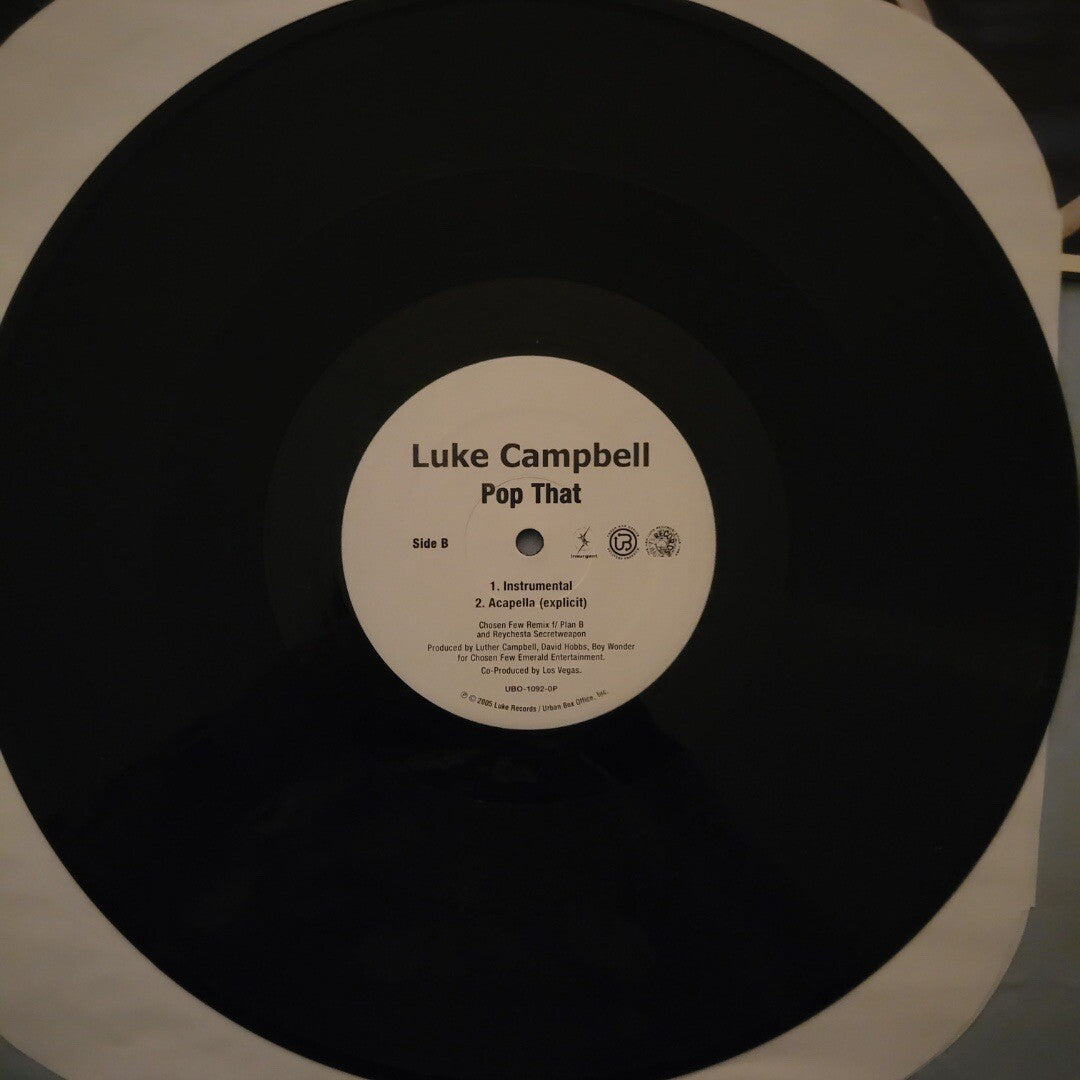 Luke Campbell
Pop That
Side B
insurgent
1. Instrumental
2. Acapella (explicit)
Chosen Few Remix f/ Plan B
and Reychesta Secretweapon
Produced by Luther Campbell, David Hobbs, Boy Wonder
for Chosen Few Emerald Entertainment.
Co-Produced by Los Vegas.
UBO-1092-0P
℗ © 2005 Luke Records / Urban Box Office, Inc.